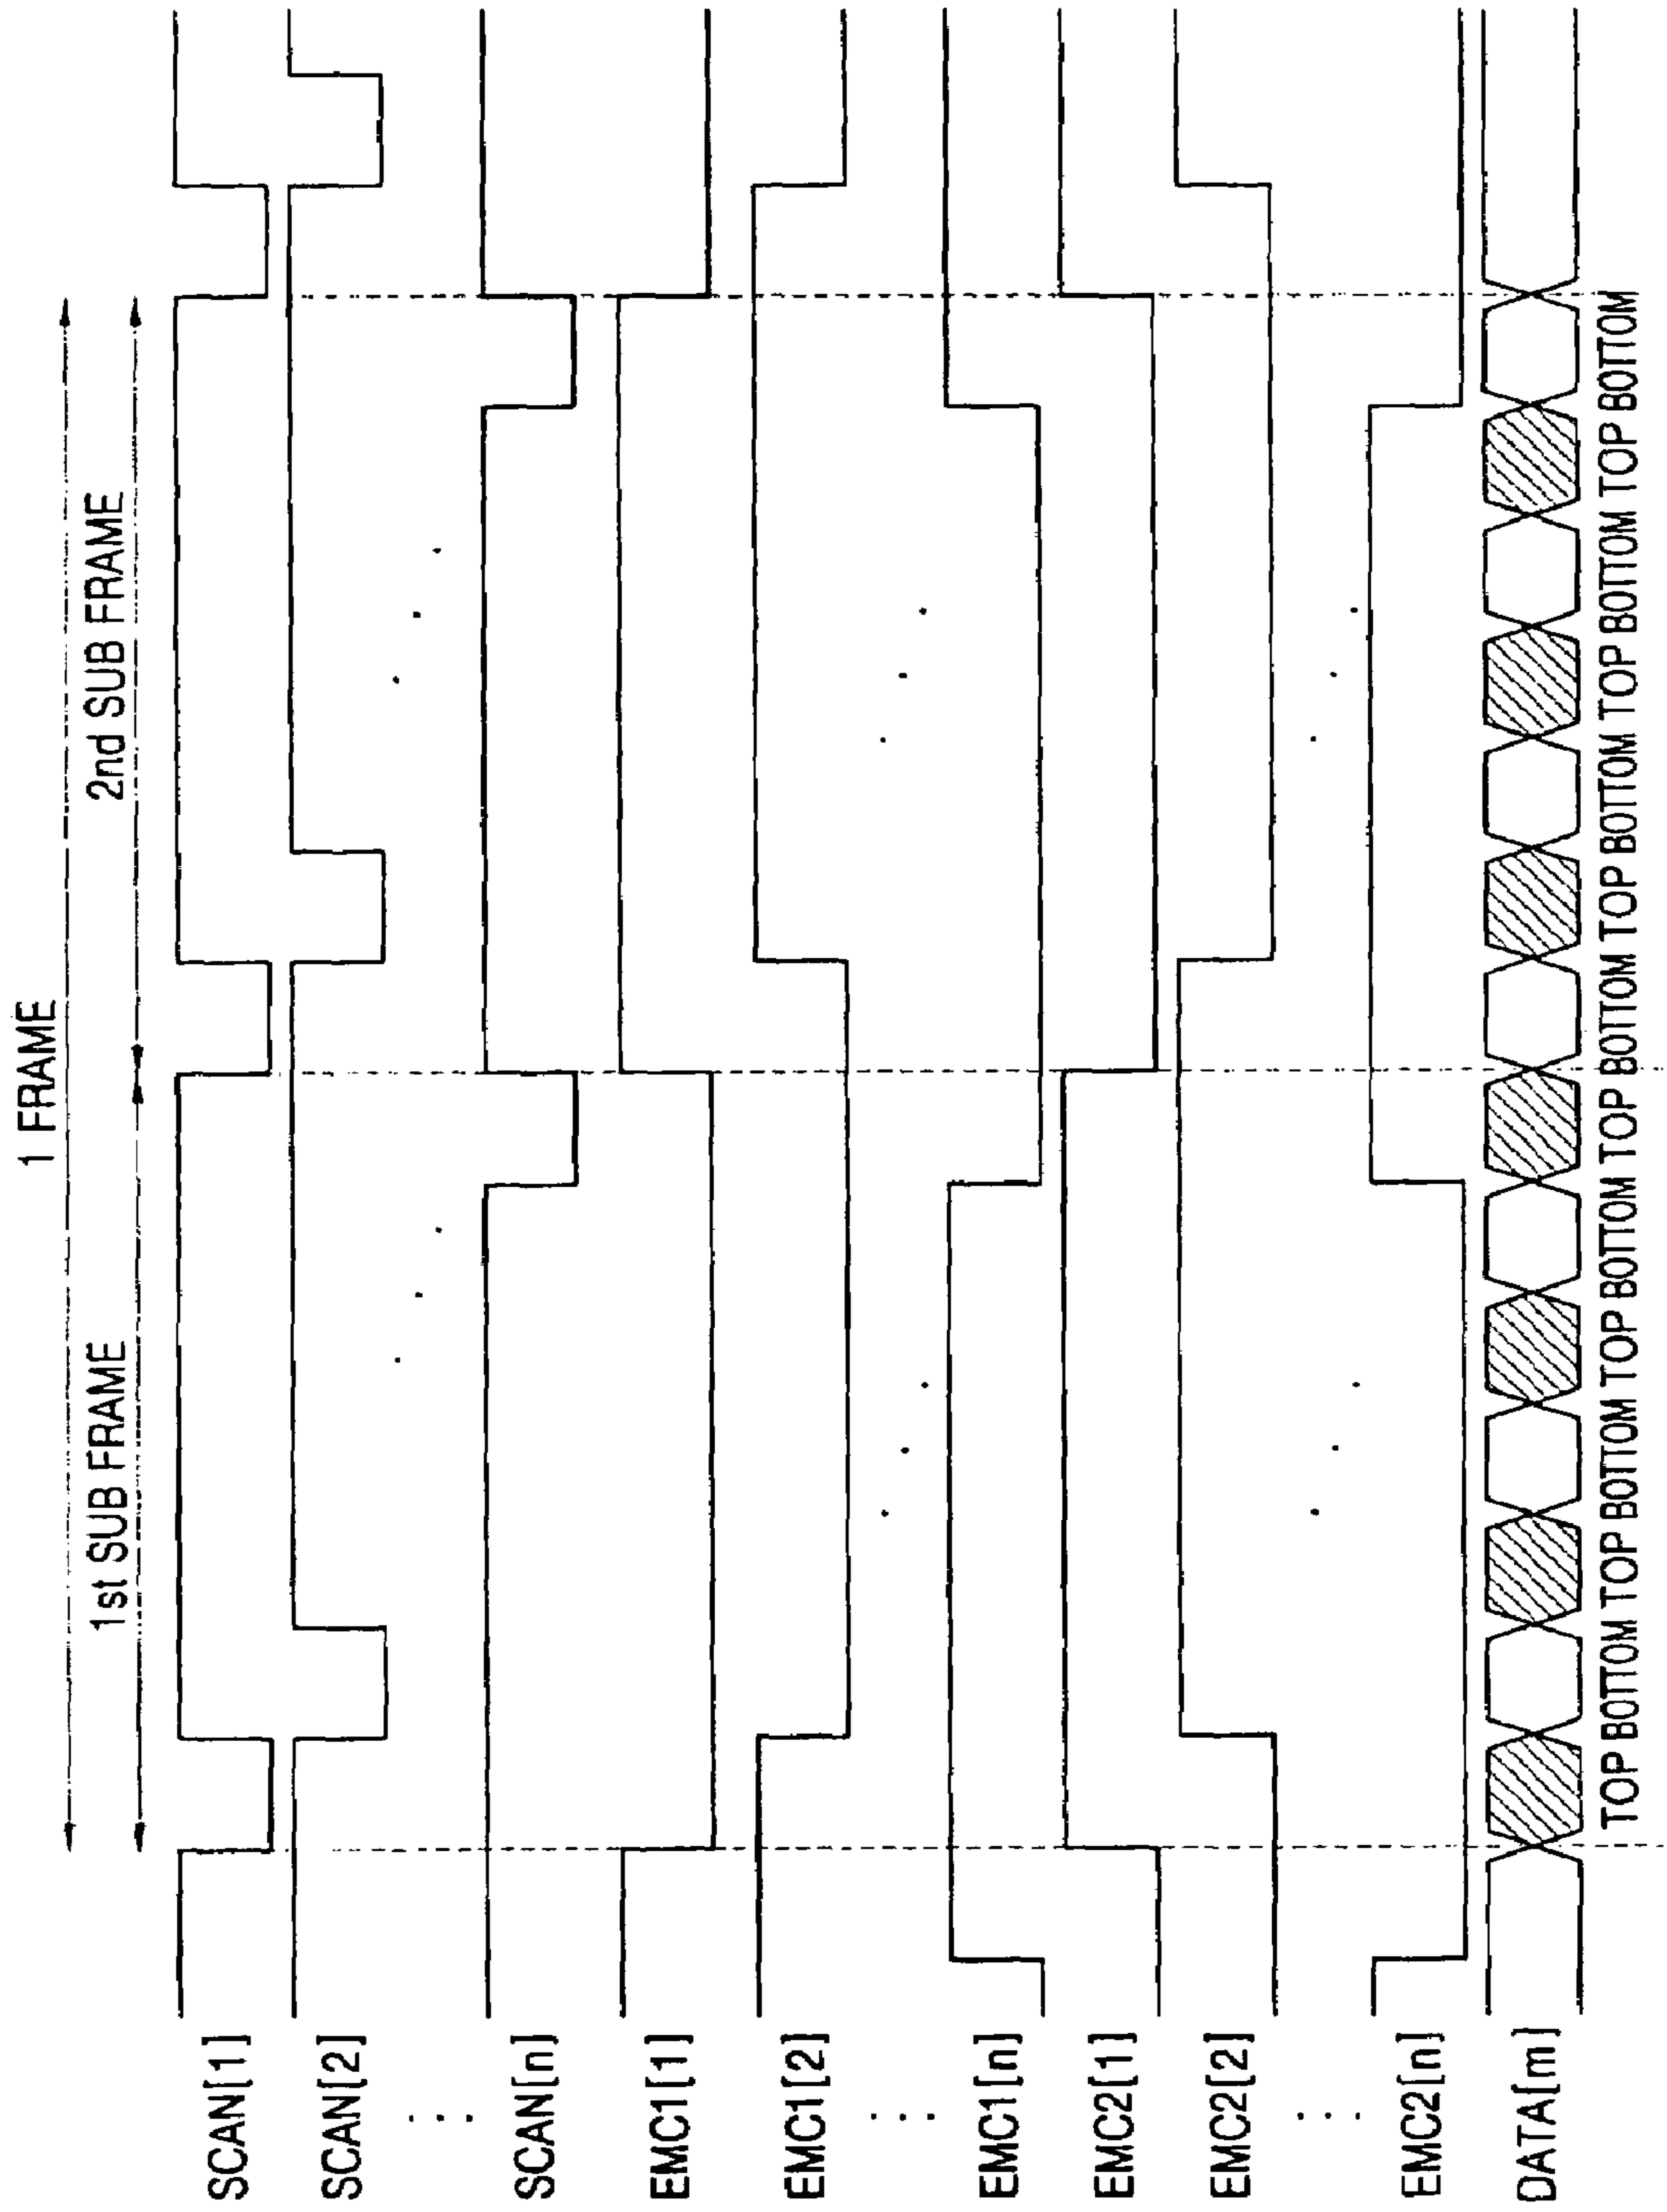 1 FRAME
1st SUB FRAME 2nd SUB FRAME
SCAN[1]
SCAN[2]
SCAN[n]
EMC1[1]
EMC1[2]
EMC1[n]
EMC2[1]
EMC2[2]
EMC2[n]
DATA[m]
TOP BOTTOM TOP BOTTOM TOP BOTTOM TOP BOTTOM TOP BOTTOM TOP BOTTOM TOP BOTTOM